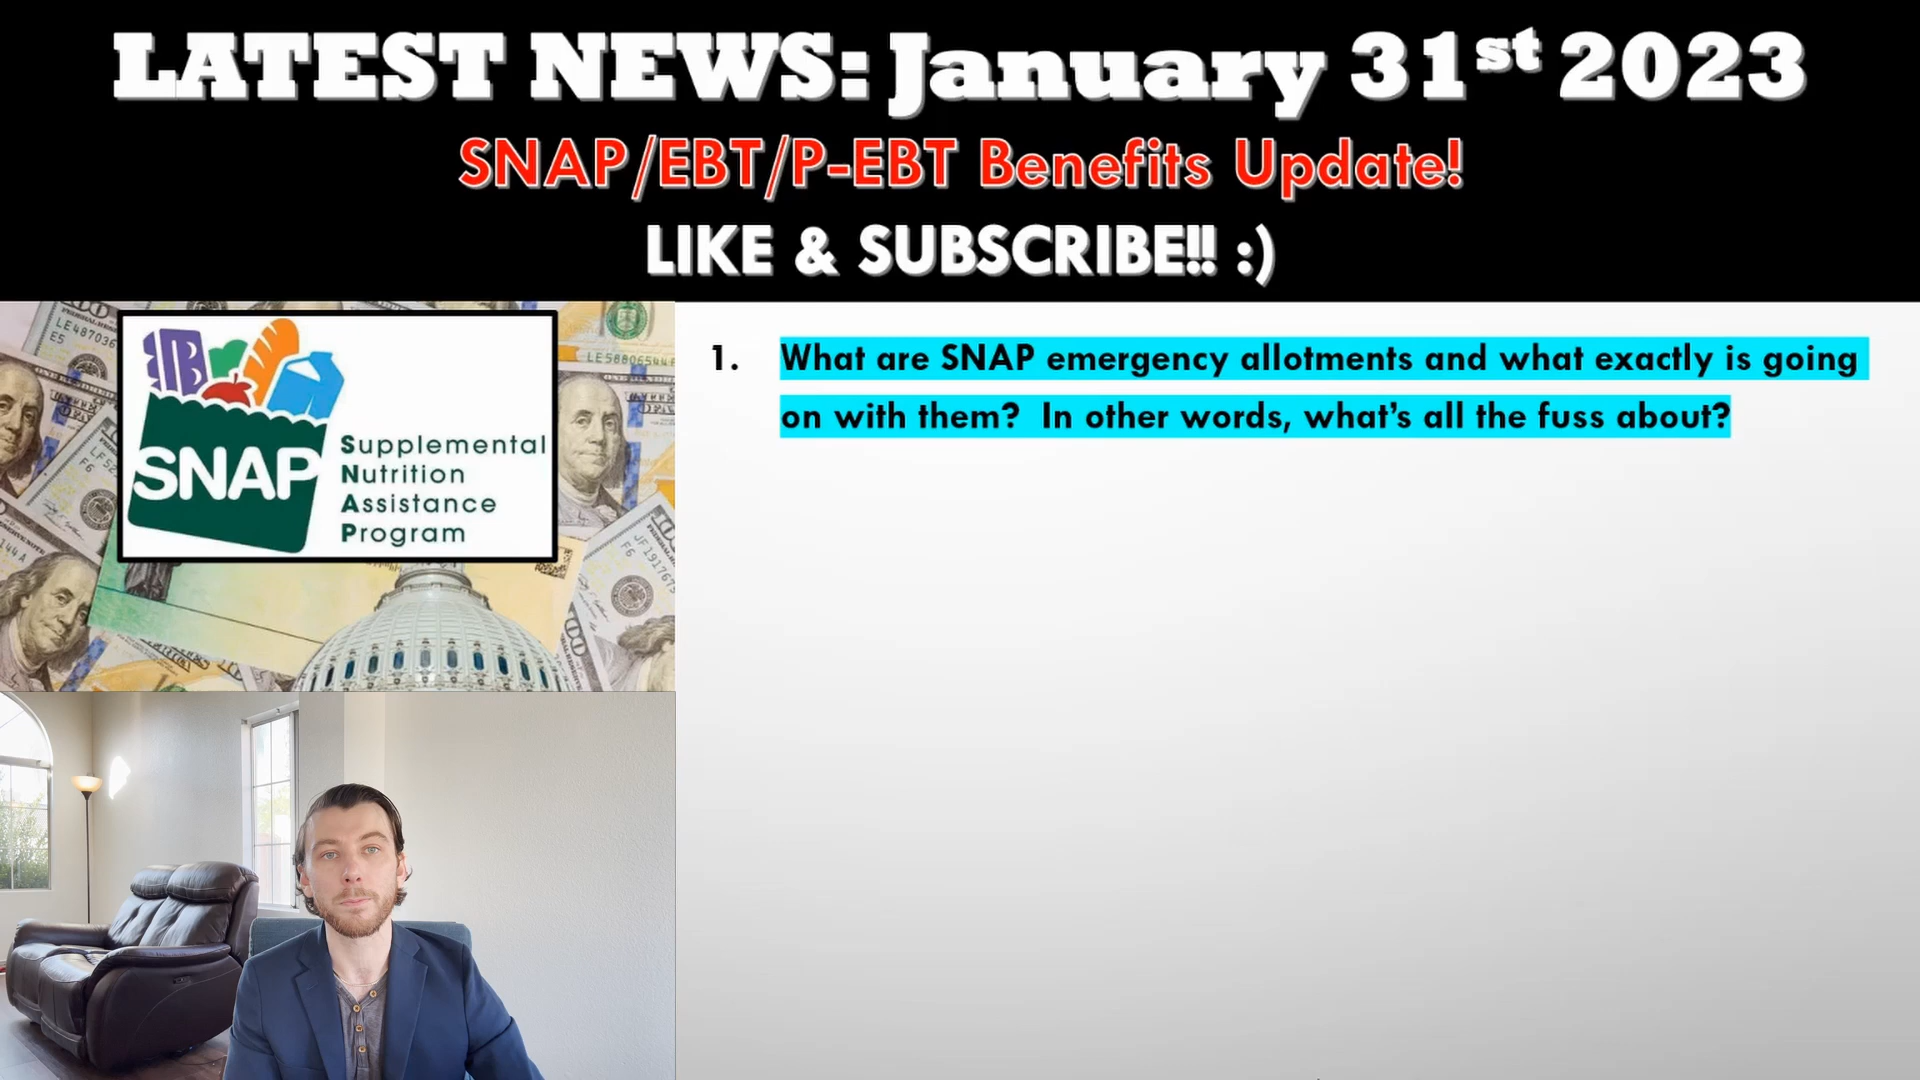 LATEST NEWS: January 31st 2023
SNAP/EBT/P-EBT Benefits Update!
LIKE & SUBSCRIBE!! :)
SNAP
Supplemental
Nutrition
Assistance
Program
1. What are SNAP emergency allotments and what exactly is going
on with them? In other words, what's all the fuss about?